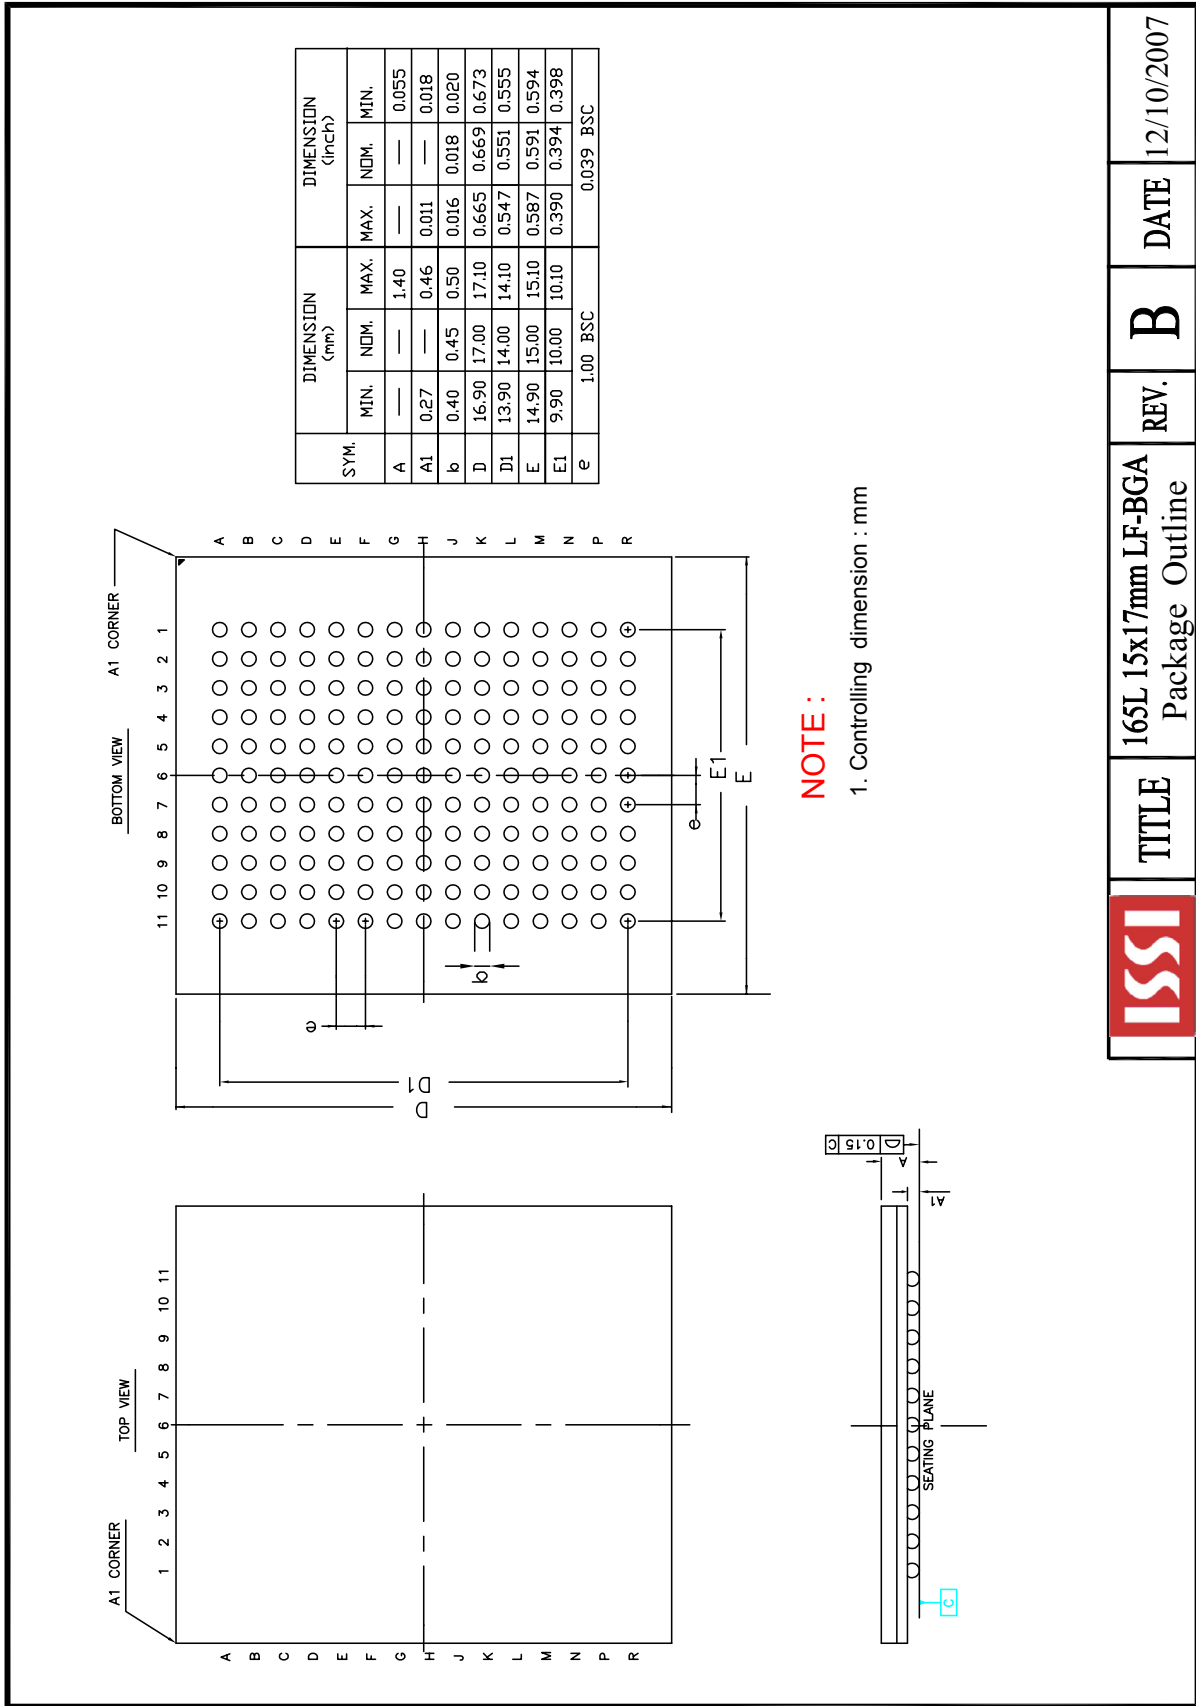 TOP VIEW
A1 CORNER
1 2 3 4 5 6 7 8 9 10 11
A
B
C
D
E
F
G
H
J
K
L
M
N
P
R
BOTTOM VIEW
A1 CORNER
11 10 9 8 7 6 5 4 3 2 1
A
B
C
D
E
F
G
H
J
K
L
M
N
P
R
e
b
D1
D
e
E1
E
SYM. DIMENSION (mm) DIMENSION (inch)
MIN. NOM. MAX. MAX. NOM. MIN.
A — — 1.40 — — 0.055
A1 0.27 — 0.46 0.011 — 0.018
b 0.40 0.45 0.50 0.016 0.018 0.020
D 16.90 17.00 17.10 0.665 0.669 0.673
D1 13.90 14.00 14.10 0.547 0.551 0.555
E 14.90 15.00 15.10 0.587 0.591 0.594
E1 9.90 10.00 10.10 0.390 0.394 0.398
e 1.00 BSC 0.039 BSC
SEATING PLANE
C
D 0.15 C
A
A1
NOTE :
1. Controlling dimension : mm
ISSI
TITLE
165L 15x17mm LF-BGA
Package Outline
REV.
B
DATE
12/10/2007